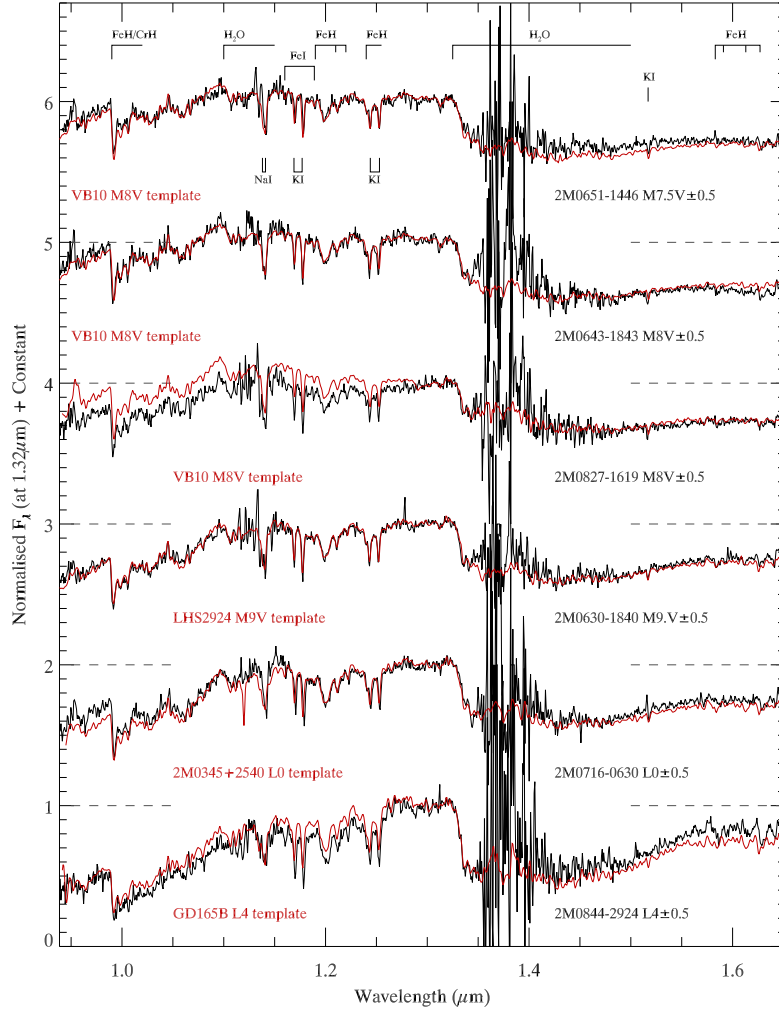 FeH/CrH H₂O FeH FeH H₂O FeH
FeI
KI
6
NaI KI KI
VB10 M8V template 2M0651-1446 M7.5V±0.5
5
VB10 M8V template 2M0643-1843 M8V±0.5
4
VB10 M8V template 2M0827-1619 M8V±0.5
3
LHS2924 M9V template 2M0630-1840 M9.V±0.5
2
2M0345+2540 L0 template 2M0716-0630 L0±0.5
1
GD165B L4 template 2M0844-2924 L4±0.5
0
1.0 1.2 1.4 1.6
Wavelength (μm)
Normalised Fλ (at 1.32μm) + Constant